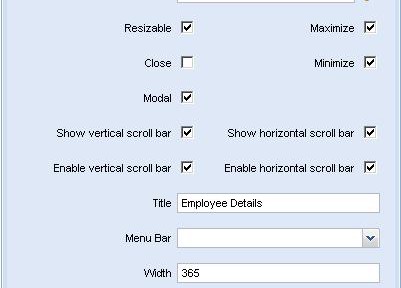 Resizable Maximize
Close Minimize
Modal
Show vertical scroll bar Show horizontal scroll bar
Enable vertical scroll bar Enable horizontal scroll bar
Title Employee Details
Menu Bar
Width 365